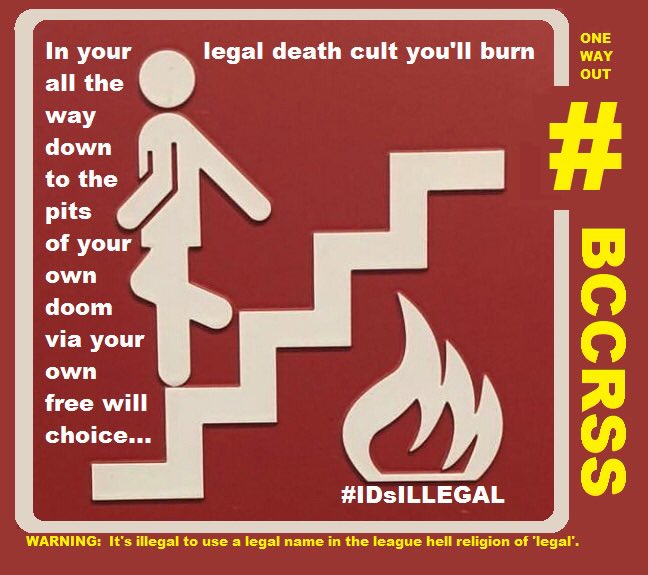 In your legal death cult you'll burn
all the
way
down
to the
pits
of your
own
doom
via your
own
free will
choice...
#IDsILLEGAL
ONE
WAY
OUT
# BCCRSS
WARNING: It's illegal to use a legal name in the league hell religion of 'legal'.